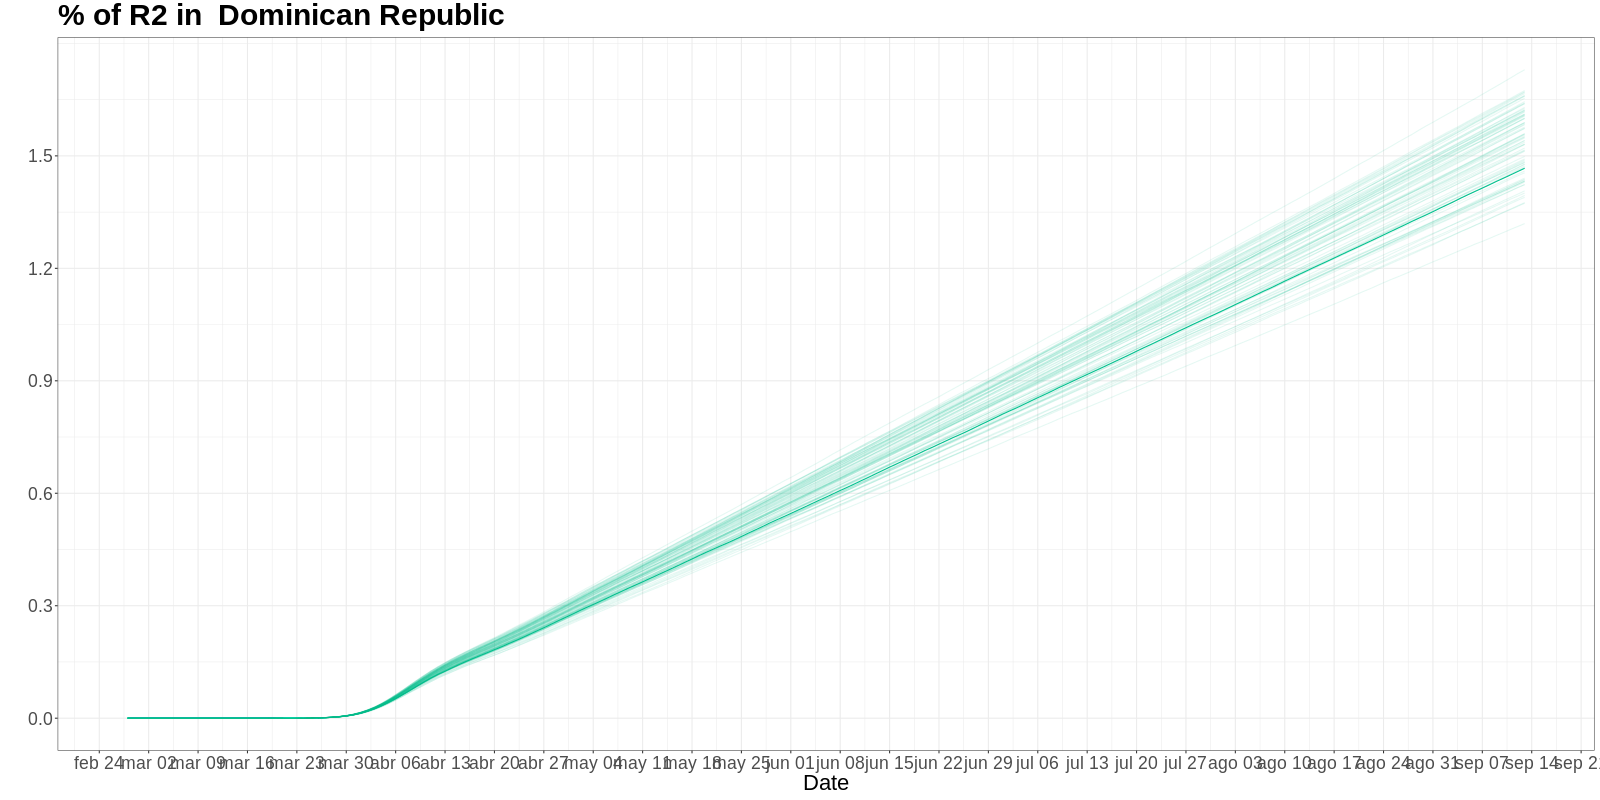 % of R2 in  Dominican Republic
1.5
1.2
0.9
0.6
0.3
0.0
feb 24 mar 02 mar 09 mar 16 mar 23 mar 30 abr 06 abr 13 abr 20 abr 27 may 04 may 11 may 18 may 25 jun 01 jun 08 jun 15 jun 22 jun 29 jul 06 jul 13 jul 20 jul 27 ago 03 ago 10 ago 17 ago 24 ago 31 sep 07 sep 14 sep 21
Date